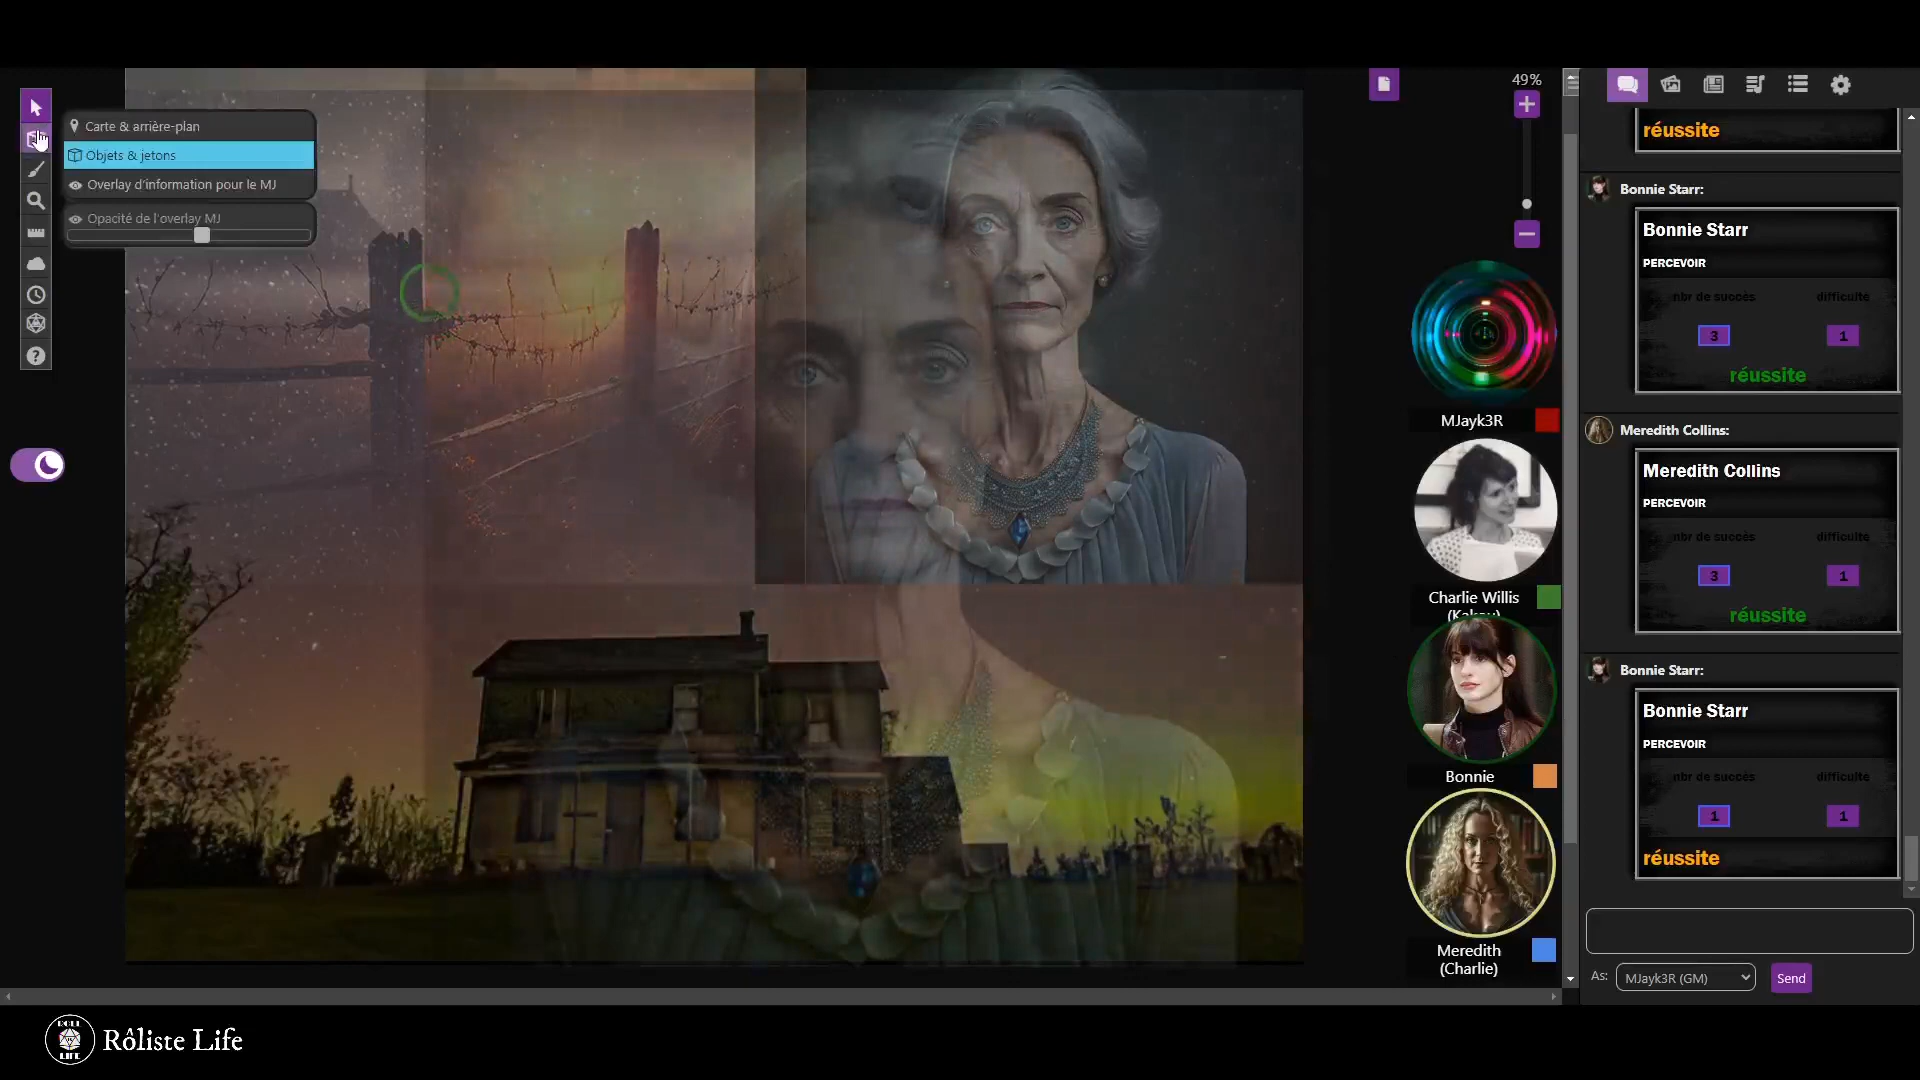 Carte & arrière-plan
Objets & jetons
Overlay d'information pour le MJ
Opacité de l'overlay MJ
49%
MJayk3R
Charlie Willis
Bonnie
Meredith
(Charlie)
réussite
Bonnie Starr:
Bonnie Starr
PERCEVOIR
nbr de succès difficulté
3 1
réussite
Meredith Collins:
Meredith Collins
PERCEVOIR
nbr de succès difficulté
3 1
réussite
Bonnie Starr:
Bonnie Starr
PERCEVOIR
nbr de succès difficulté
1 1
réussite
As: MJayk3R (GM) Send
ROLL
LIFE
Rôliste Life